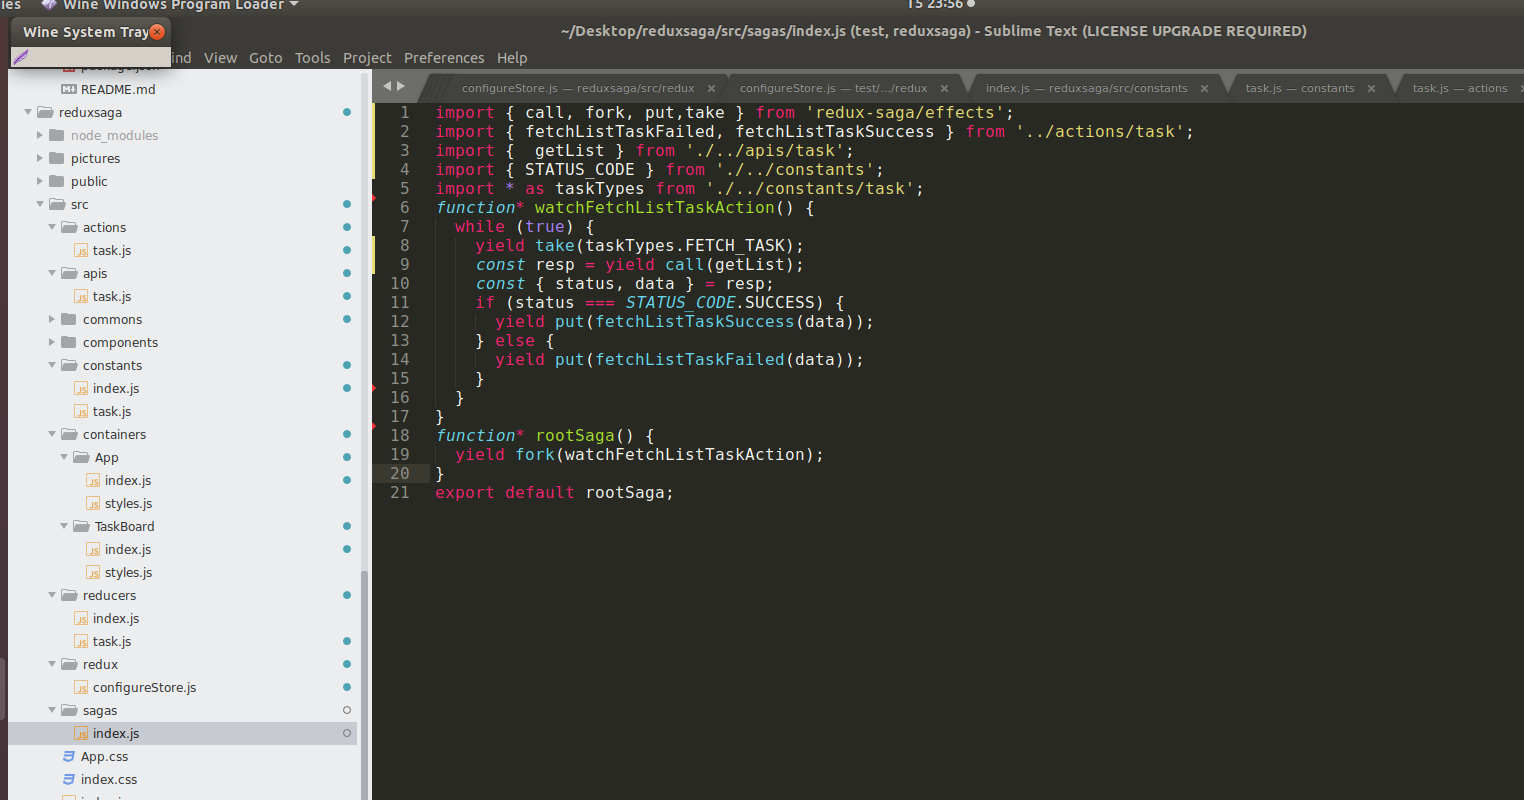 ies Wine Windows Program Loader T5 23:56
Wine System Tray
~/Desktop/reduxsaga/src/sagas/index.js (test, reduxsaga) - Sublime Text (LICENSE UPGRADE REQUIRED)
ind View Goto Tools Project Preferences Help
package.json
README.md
reduxsaga
node_modules
pictures
public
src
actions
task.js
apis
task.js
commons
components
constants
index.js
task.js
containers
App
index.js
styles.js
TaskBoard
index.js
styles.js
reducers
index.js
task.js
redux
configureStore.js
sagas
index.js
App.css
index.css
configureStore.js — reduxsaga/src/redux × configureStore.js — test/.../redux × index.js — reduxsaga/src/constants × task.js — constants × task.js — actions
1 import { call, fork, put,take } from 'redux-saga/effects';
2 import { fetchListTaskFailed, fetchListTaskSuccess } from '../actions/task';
3 import {  getList } from './../apis/task';
4 import { STATUS_CODE } from './../constants';
5 import * as taskTypes from './../constants/task';
6 function* watchFetchListTaskAction() {
7   while (true) {
8     yield take(taskTypes.FETCH_TASK);
9     const resp = yield call(getList);
10     const { status, data } = resp;
11     if (status === STATUS_CODE.SUCCESS) {
12       yield put(fetchListTaskSuccess(data));
13     } else {
14       yield put(fetchListTaskFailed(data));
15     }
16   }
17 }
18 function* rootSaga() {
19   yield fork(watchFetchListTaskAction);
20 }
21 export default rootSaga;